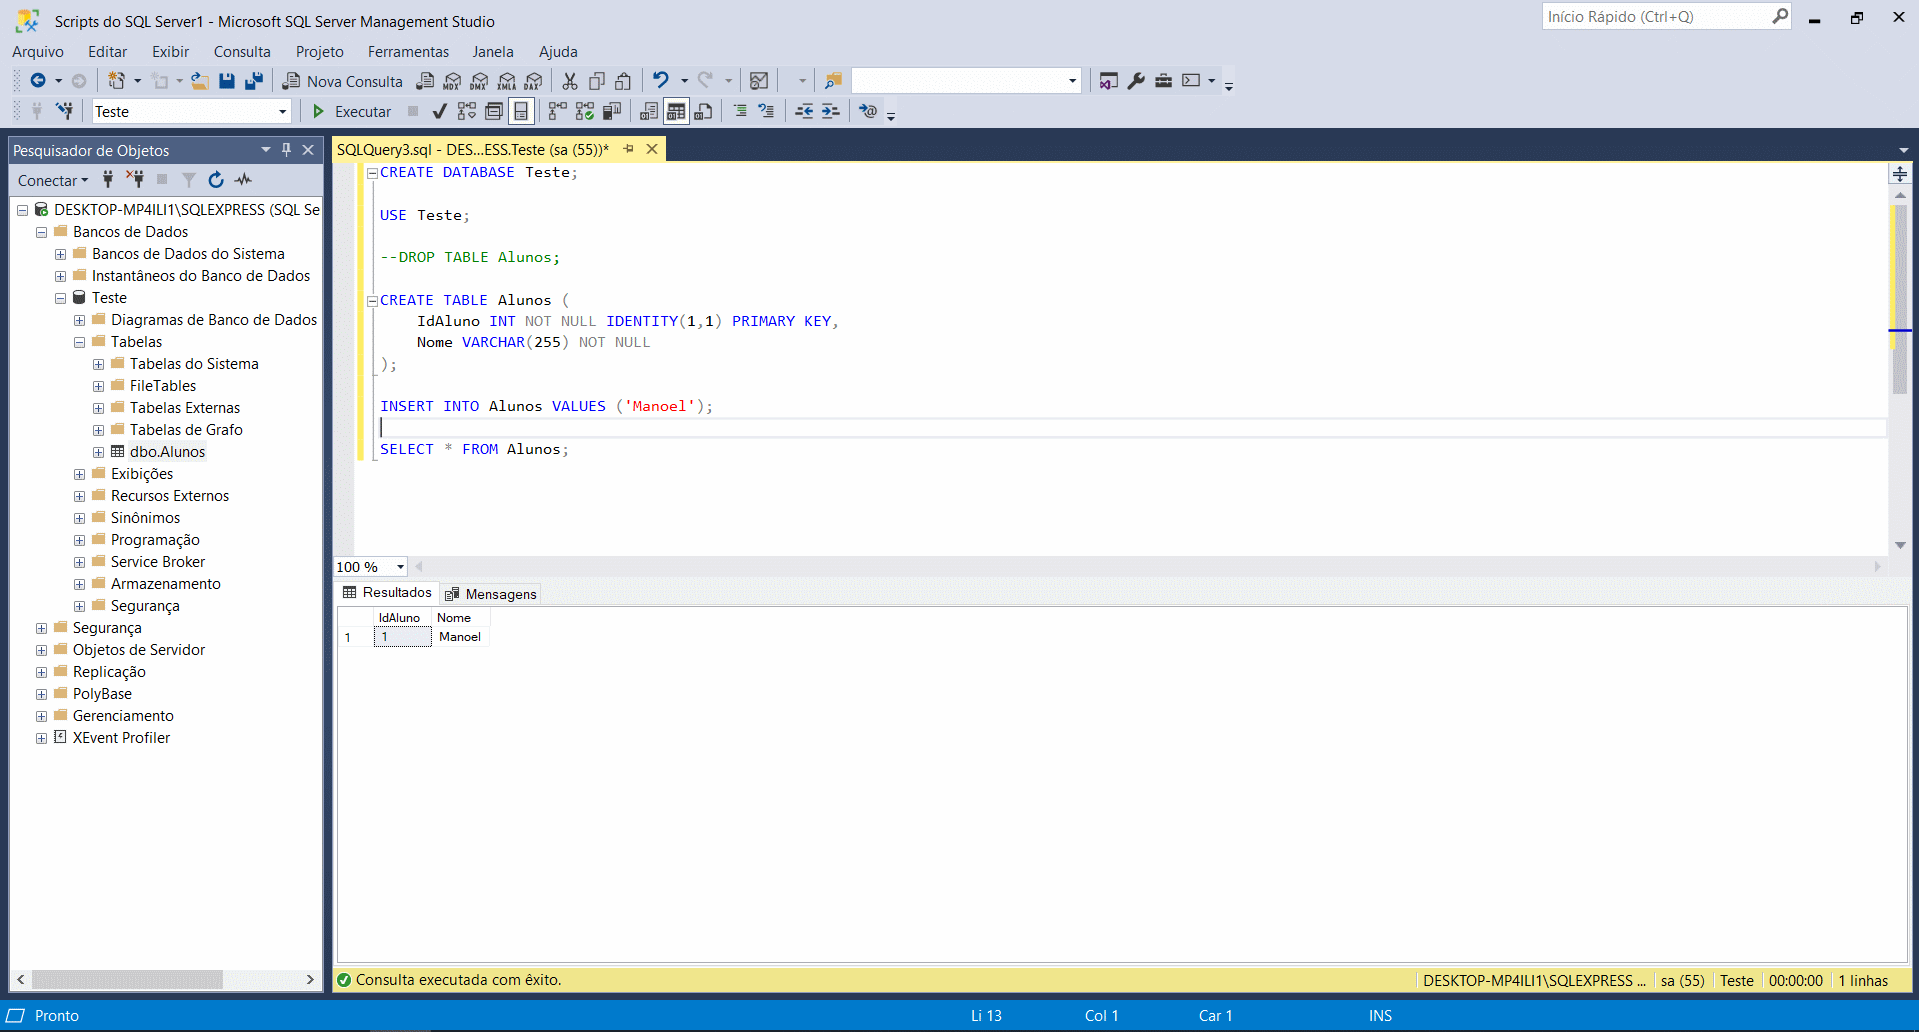 Scripts do SQL Server1 - Microsoft SQL Server Management Studio
Início Rápido (Ctrl+Q)
Arquivo Editar Exibir Consulta Projeto Ferramentas Janela Ajuda
Nova Consulta MDX DMX XMLA DAX
Teste Executar
Pesquisador de Objetos
Conectar
DESKTOP-MP4ILI1\SQLEXPRESS (SQL Se
Bancos de Dados
Bancos de Dados do Sistema
Instantâneos do Banco de Dados
Teste
Diagramas de Banco de Dados
Tabelas
Tabelas do Sistema
FileTables
Tabelas Externas
Tabelas de Grafo
dbo.Alunos
Exibições
Recursos Externos
Sinônimos
Programação
Service Broker
Armazenamento
Segurança
Segurança
Objetos de Servidor
Replicação
PolyBase
Gerenciamento
XEvent Profiler
SQLQuery3.sql - DES...ESS.Teste (sa (55))*
CREATE DATABASE Teste;
USE Teste;
--DROP TABLE Alunos;
CREATE TABLE Alunos (
IdAluno INT NOT NULL IDENTITY(1,1) PRIMARY KEY,
Nome VARCHAR(255) NOT NULL
);
INSERT INTO Alunos VALUES ('Manoel');
SELECT * FROM Alunos;
100 %
Resultados Mensagens
IdAluno Nome
1 1 Manoel
Consulta executada com êxito.
DESKTOP-MP4ILI1\SQLEXPRESS ... sa (55) Teste 00:00:00 1 linhas
Pronto Li 13 Col 1 Car 1 INS